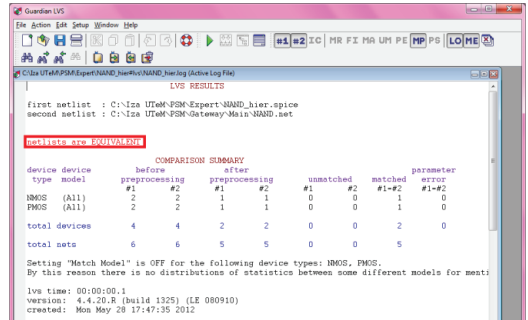 Guardian LVS
File Action Edit Setup Window Help
#1 #2 IC MR FI MA UM PE MP PS LO ME
C:\Iza UTeM\PSM\Expert\NAND_hier#lvs\NAND_hier.log (Active Log File)
LVS RESULTS
first netlist : C:\Iza UTeM\PSM\Expert\NAND_hier.spice
second netlist : C:\Iza UTeM\PSM\Gateway\Main\NAND.net
netlists are EQUIVALENT
COMPARISON SUMMARY
device device before after parameter
type model preprocessing preprocessing unmatched matched error
#1 #2 #1 #2 #1 #2 #1-#2 #1-#2
NMOS (All) 2 2 1 1 0 0 1 0
PMOS (All) 2 2 1 1 0 0 1 0
total devices 4 4 2 2 0 0 2 0
total nets 6 6 5 5 0 0 5
Setting "Match Model" is OFF for the following device types: NMOS, PMOS.
By this reason there is no distributions of statistics between some different models for menti
lvs time: 00:00:00.1
version: 4.4.20.R (build 1325) (LE 080910)
created: Mon May 28 17:47:35 2012